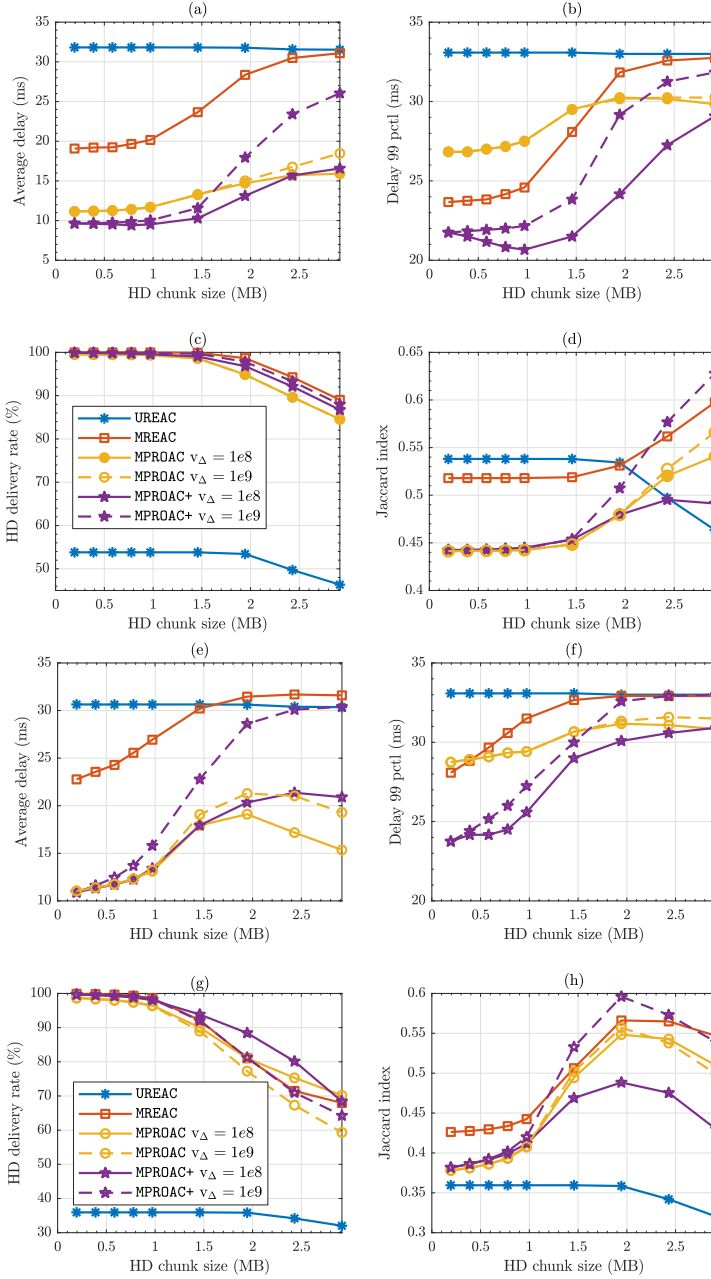 (a)
35
30
25
20
15
10
5
0
0.5
1
1.5
2
2.5
Average delay (ms)
HD chunk size (MB)
(b)
35
30
25
20
0
0.5
1
1.5
2
2.5
Delay 99 pctl (ms)
HD chunk size (MB)
(c)
100
90
80
70
60
50
0
0.5
1
1.5
2
2.5
HD delivery rate (%)
HD chunk size (MB)
UREAC
MREAC
MPROAC v_Δ = 1e8
MPROAC v_Δ = 1e9
MPROAC+ v_Δ = 1e8
MPROAC+ v_Δ = 1e9
(d)
0.65
0.6
0.55
0.5
0.45
0.4
0
0.5
1
1.5
2
2.5
Jaccard index
HD chunk size (MB)
(e)
35
30
25
20
15
10
0
0.5
1
1.5
2
2.5
Average delay (ms)
HD chunk size (MB)
(f)
35
30
25
20
0
0.5
1
1.5
2
2.5
Delay 99 pctl (ms)
HD chunk size (MB)
(g)
100
90
80
70
60
50
40
30
0
0.5
1
1.5
2
2.5
HD delivery rate (%)
HD chunk size (MB)
UREAC
MREAC
MPROAC v_Δ = 1e8
MPROAC v_Δ = 1e9
MPROAC+ v_Δ = 1e8
MPROAC+ v_Δ = 1e9
(h)
0.6
0.55
0.5
0.45
0.4
0.35
0.3
0
0.5
1
1.5
2
2.5
Jaccard index
HD chunk size (MB)